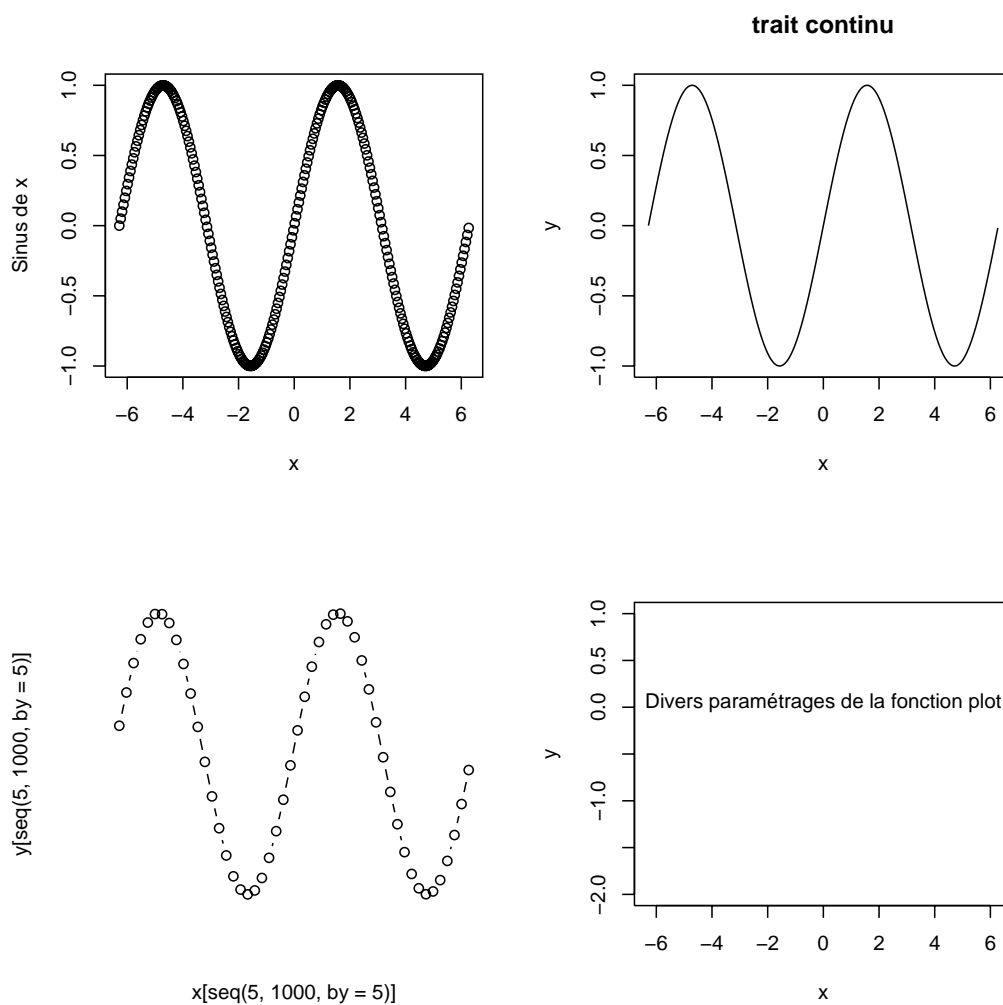 Sinus de x
1.0
0.5
0.0
−0.5
−1.0
−6 −4 −2 0 2 4 6
x
trait continu
y
1.0
0.5
0.0
−0.5
−1.0
−6 −4 −2 0 2 4 6
x
y[seq(5, 1000, by = 5)]
x[seq(5, 1000, by = 5)]
y
1.0
0.5
0.0
−1.0
−2.0
Divers paramétrages de la fonction plot
−6 −4 −2 0 2 4 6
x